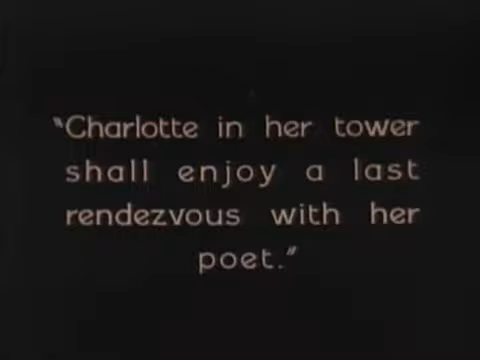 "Charlotte in her tower
shall enjoy a last
rendezvous with her
poet."